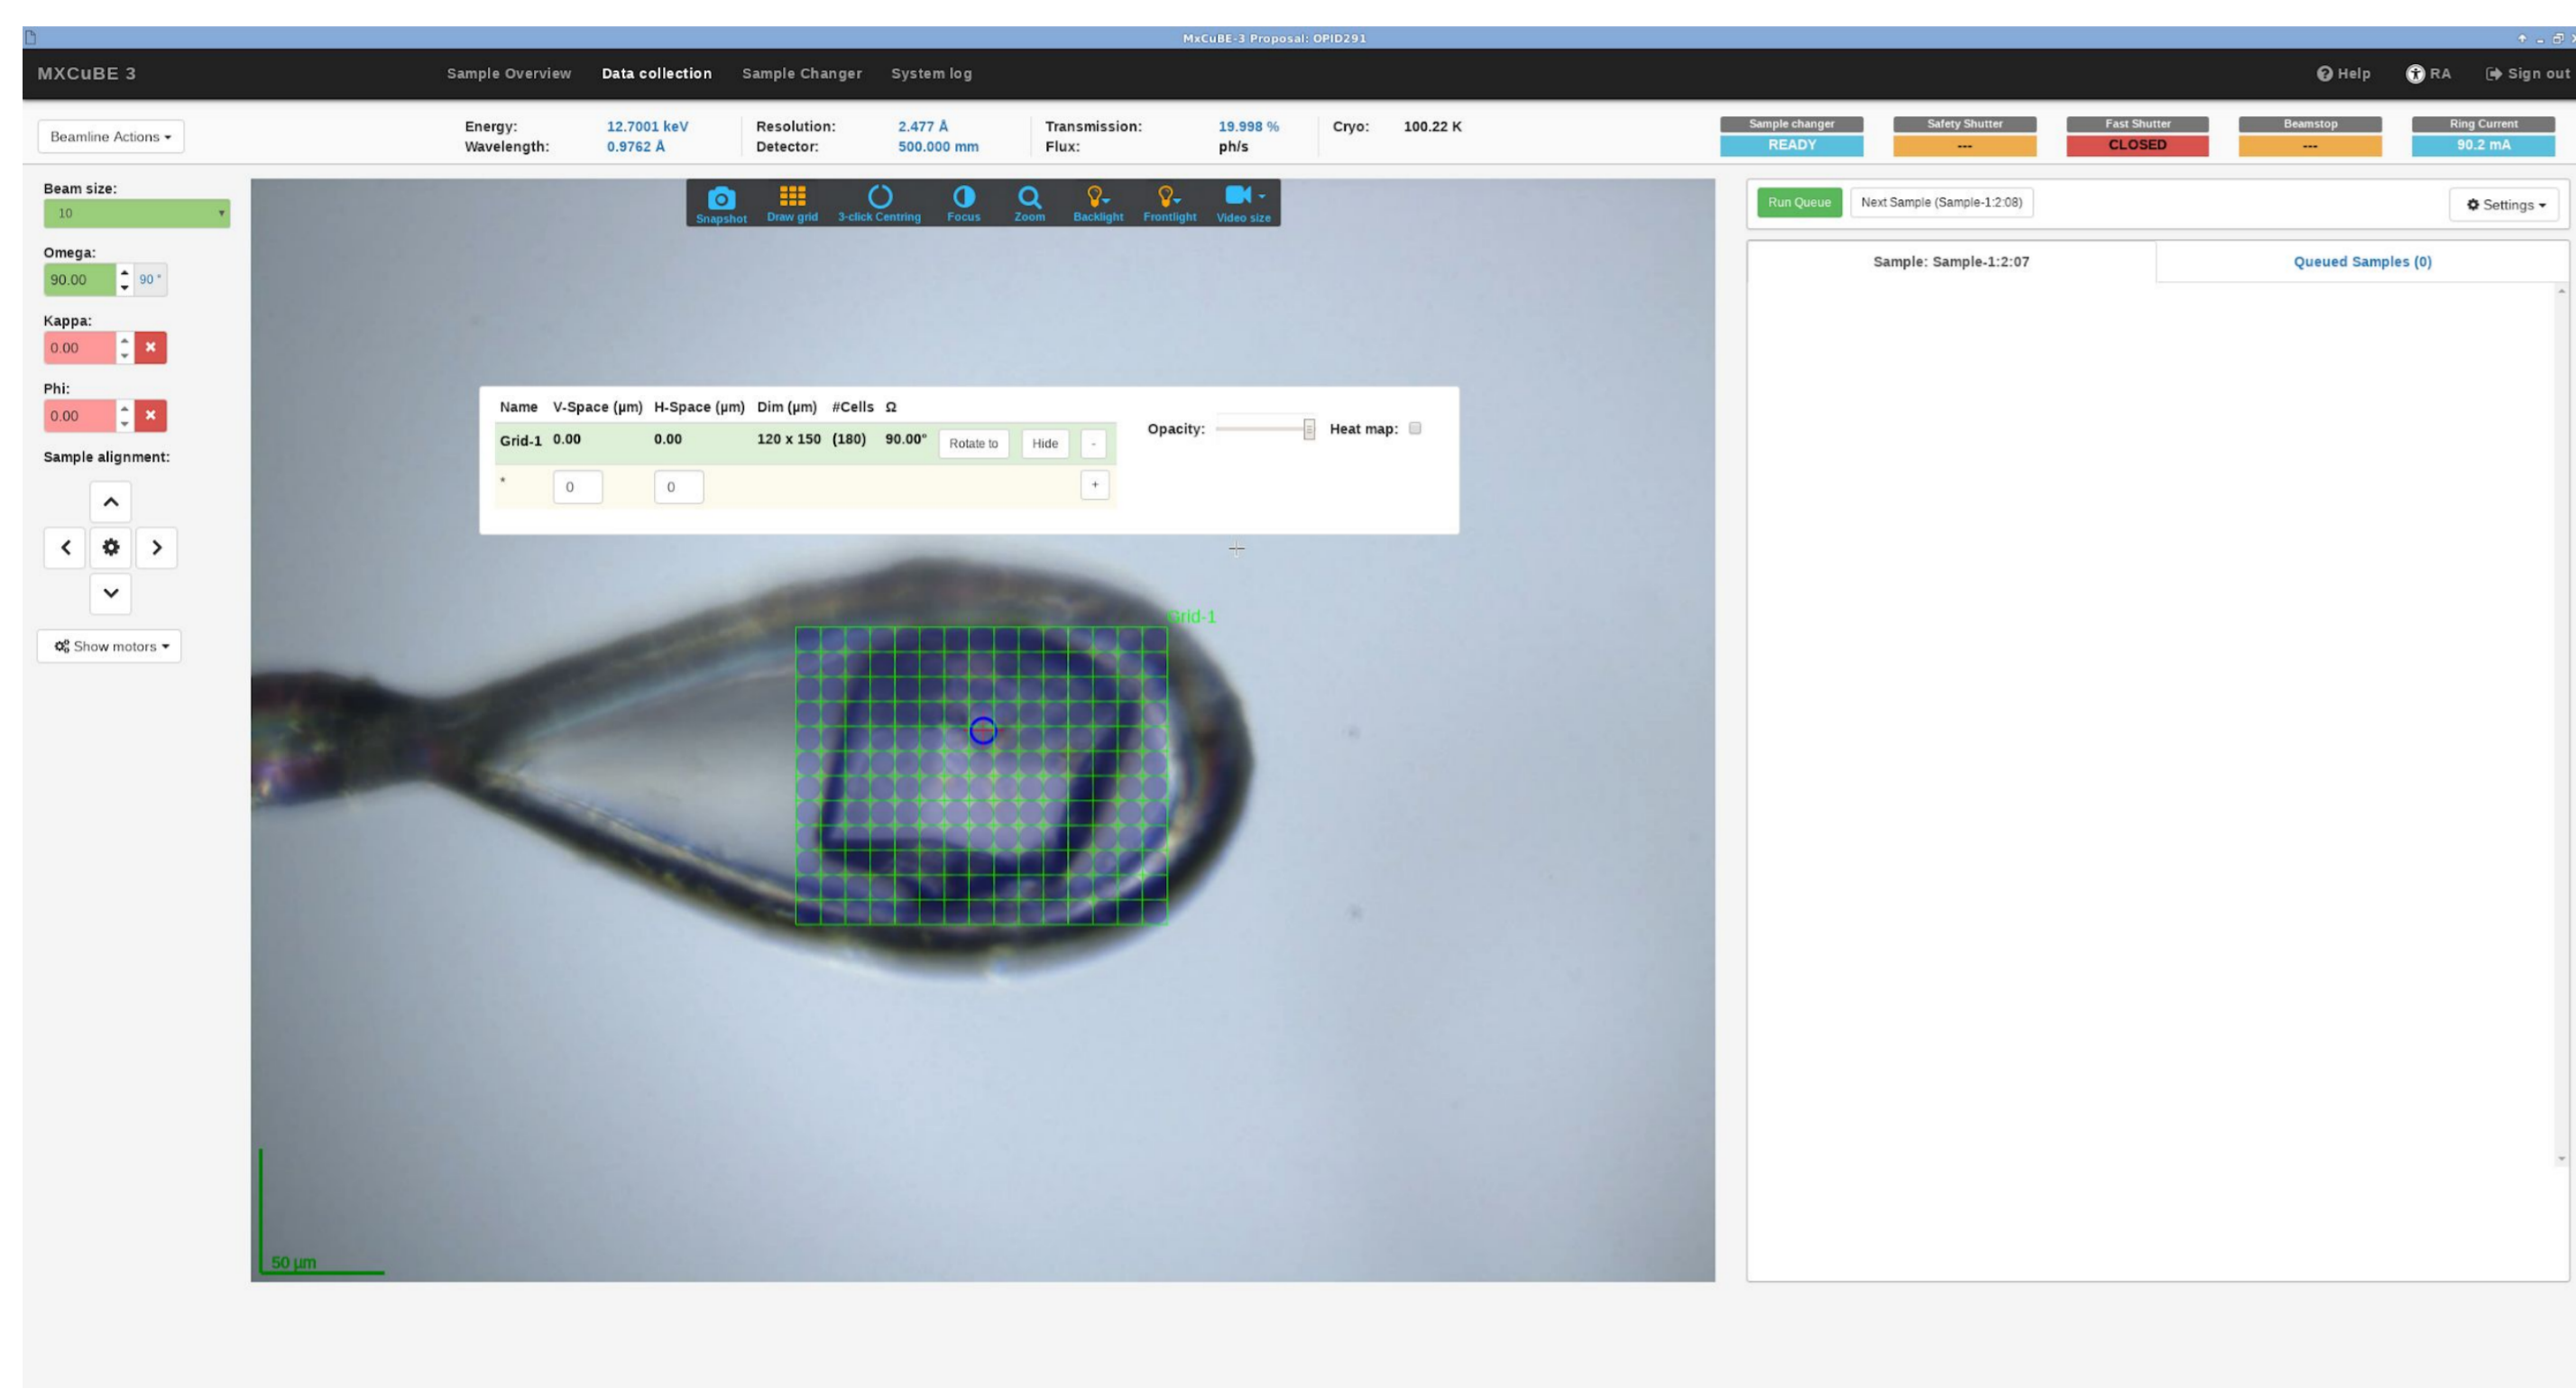 MxCuBE-3 Proposal: OPID291
MXCuBE 3 Sample Overview Data collection Sample Changer System log Help RA Sign out
Beamline Actions
Energy: 12.7001 keV Resolution: 2.477 Å Transmission: 19.998 % Cryo: 100.22 K
Wavelength: 0.9762 Å Detector: 500.000 mm Flux: ph/s
Sample changer Safety Shutter Fast Shutter Beamstop Ring Current
READY --- CLOSED --- 90.2 mA
Beam size:
10
Omega:
90.00 90 °
Kappa:
0.00
Phi:
0.00
Sample alignment:
Show motors
Snapshot Draw grid 3-click Centring Focus Zoom Backlight Frontlight Video size
Name V-Space (µm) H-Space (µm) Dim (µm) #Cells Ω
Grid-1 0.00 0.00 120 x 150 (180) 90.00° Rotate to Hide -
* 0 0 +
Opacity: Heat map:
Grid-1
50 µm
Run Queue Next Sample (Sample-1:2:08) Settings
Sample: Sample-1:2:07 Queued Samples (0)